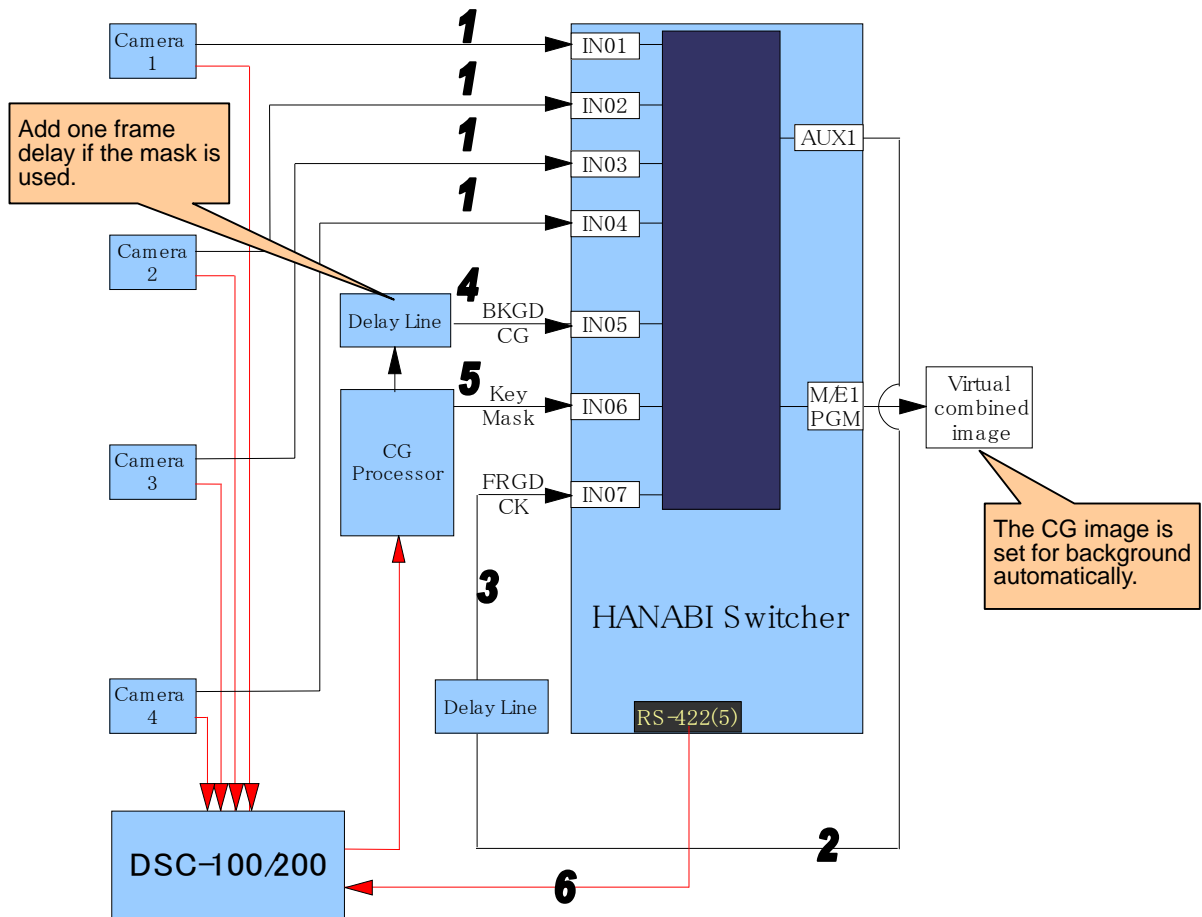 Camera
1
1
IN01
1
IN02
Add one frame
delay if the mask is
used.
1
IN03
AUX1
1
IN04
Camera
2
4
Delay Line
BKGD
CG
IN05
5
Key
Mask
IN06
M/E1
PGM
Virtual
combined
image
CG
Processor
Camera
3
FRGD
CK
IN07
The CG image is
set for background
automatically.
3
HANABI Switcher
Camera
4
Delay Line
RS-422(5)
2
DSC-100/200
6